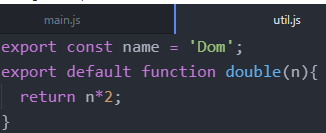 main.js util.js
export const name = 'Dom';
export default function double(n){
  return n*2;
}